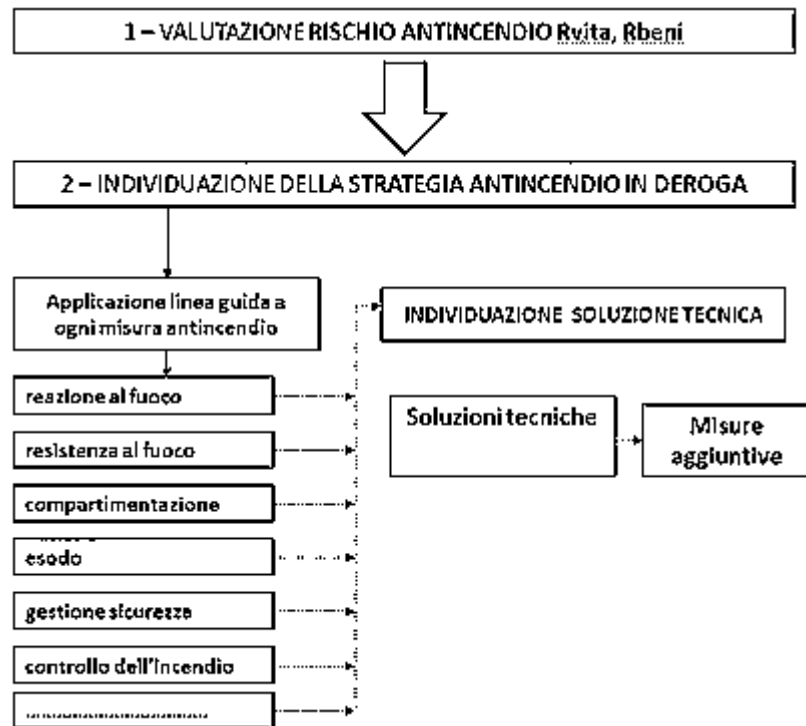 1 – VALUTAZIONE RISCHIO ANTINCENDIO Rvita, Rbeni
2 – INDIVIDUAZIONE DELLA STRATEGIA ANTINCENDIO IN DEROGA
Applicazione linea guida a
ogni misura antincendio
INDIVIDUAZIONE SOLUZIONE TECNICA
reazione al fuoco
resistenza al fuoco
compartimentazione
esodo
gestione sicurezza
controllo dell'incendio
........................................
Soluzioni tecniche
Misure
aggiuntive